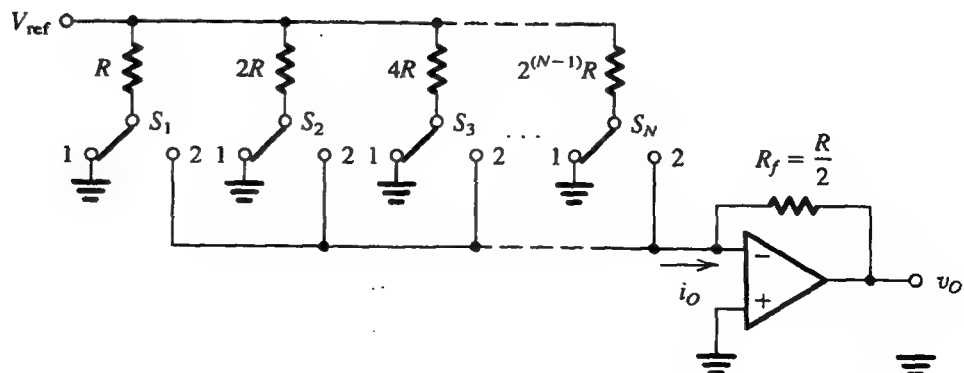 V_ref
R 2R 4R 2^(N−1)R
S_1 S_2 S_3 ... S_N
1 2 1 2 1 2 1 2
R_f = R/2
−
i_O + v_O